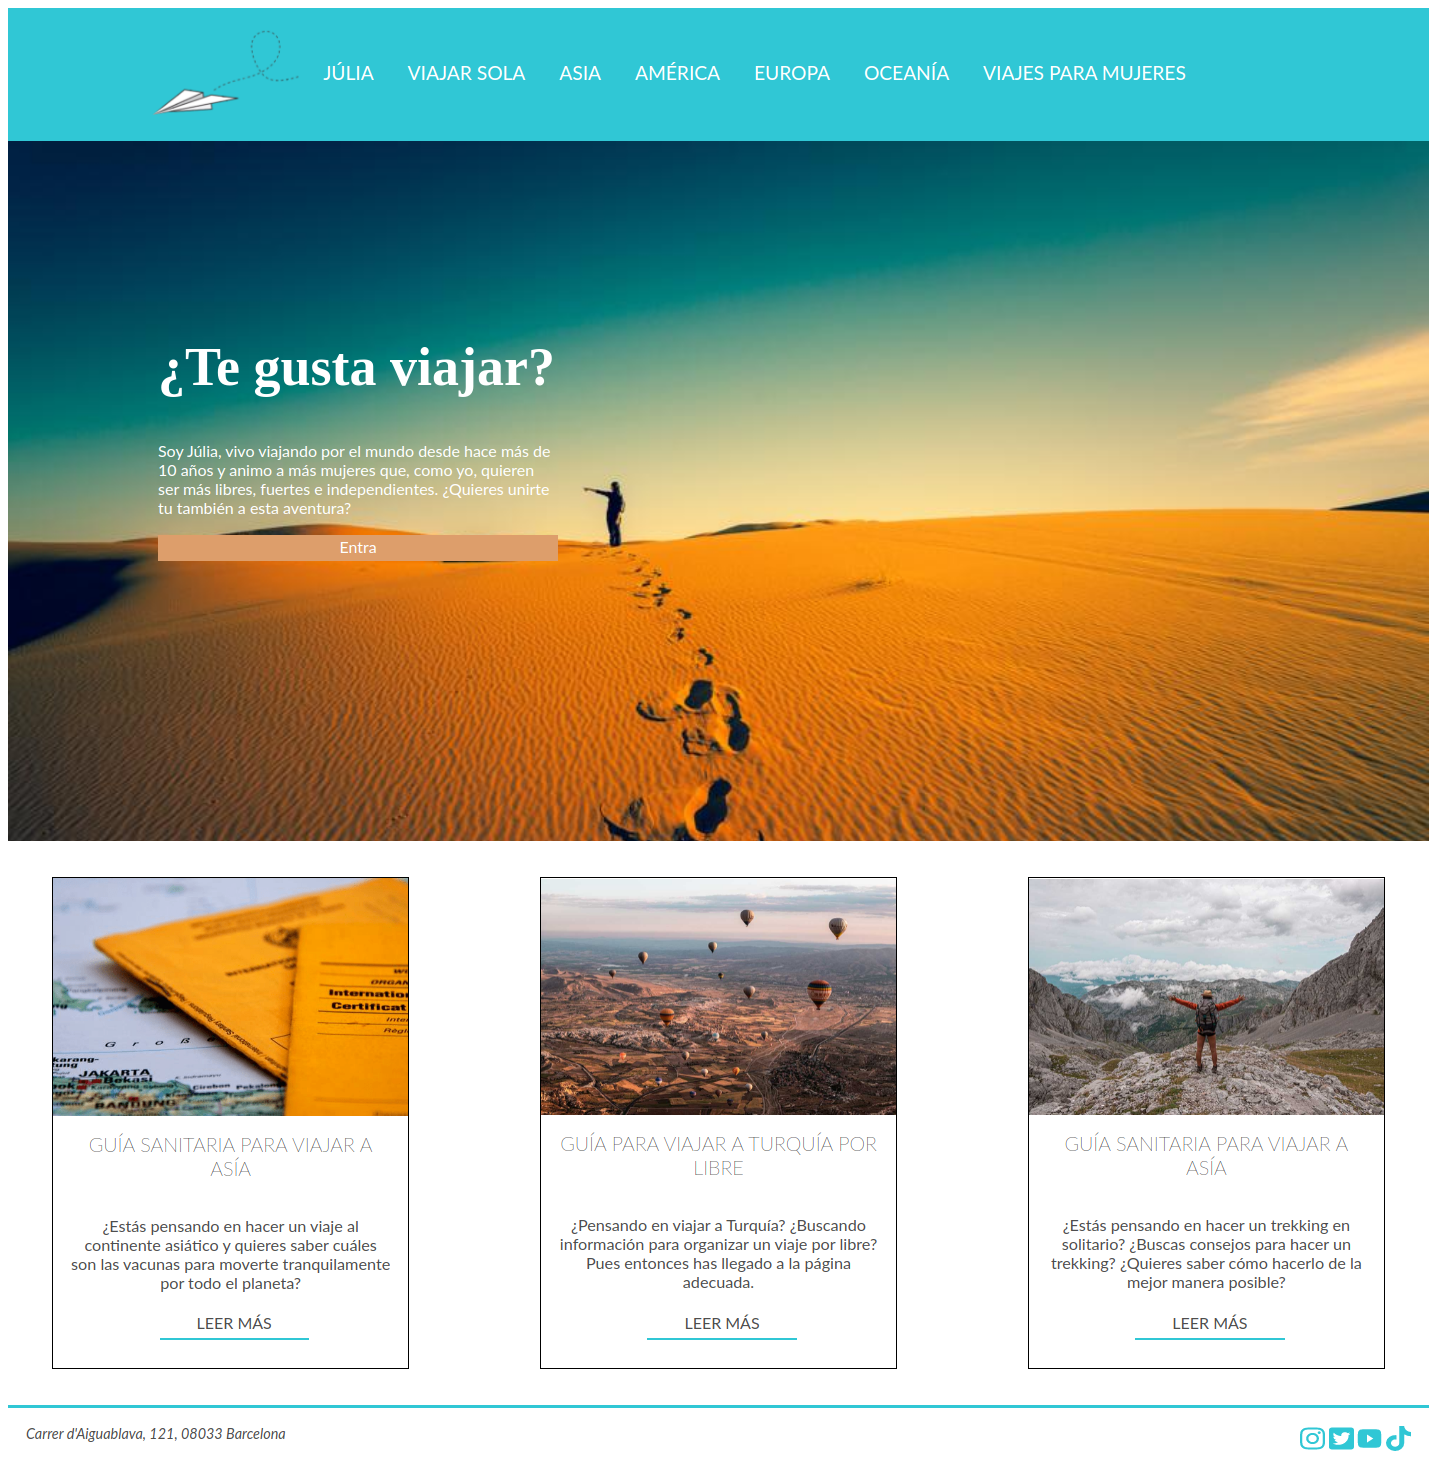 JÚLIA VIAJAR SOLA ASIA AMÉRICA EUROPA OCEANÍA VIAJES PARA MUJERES
¿Te gusta viajar?
Soy Júlia, vivo viajando por el mundo desde hace más de
10 años y animo a más mujeres que, como yo, quieren
ser más libres, fuertes e independientes. ¿Quieres unirte
tu también a esta aventura?
Entra
ORGAN
Internation
Certificat
Große
karang-
JAKARTA
Bekasi
Cirebon Pekalong
BANDUNG
GUÍA SANITARIA PARA VIAJAR A
ASÍA
¿Estás pensando en hacer un viaje al
continente asiático y quieres saber cuáles
son las vacunas para moverte tranquilamente
por todo el planeta?
LEER MÁS
GUÍA PARA VIAJAR A TURQUÍA POR
LIBRE
¿Pensando en viajar a Turquía? ¿Buscando
información para organizar un viaje por libre?
Pues entonces has llegado a la página
adecuada.
LEER MÁS
GUÍA SANITARIA PARA VIAJAR A
ASÍA
¿Estás pensando en hacer un trekking en
solitario? ¿Buscas consejos para hacer un
trekking? ¿Quieres saber cómo hacerlo de la
mejor manera posible?
LEER MÁS
Carrer d'Aiguablava, 121, 08033 Barcelona